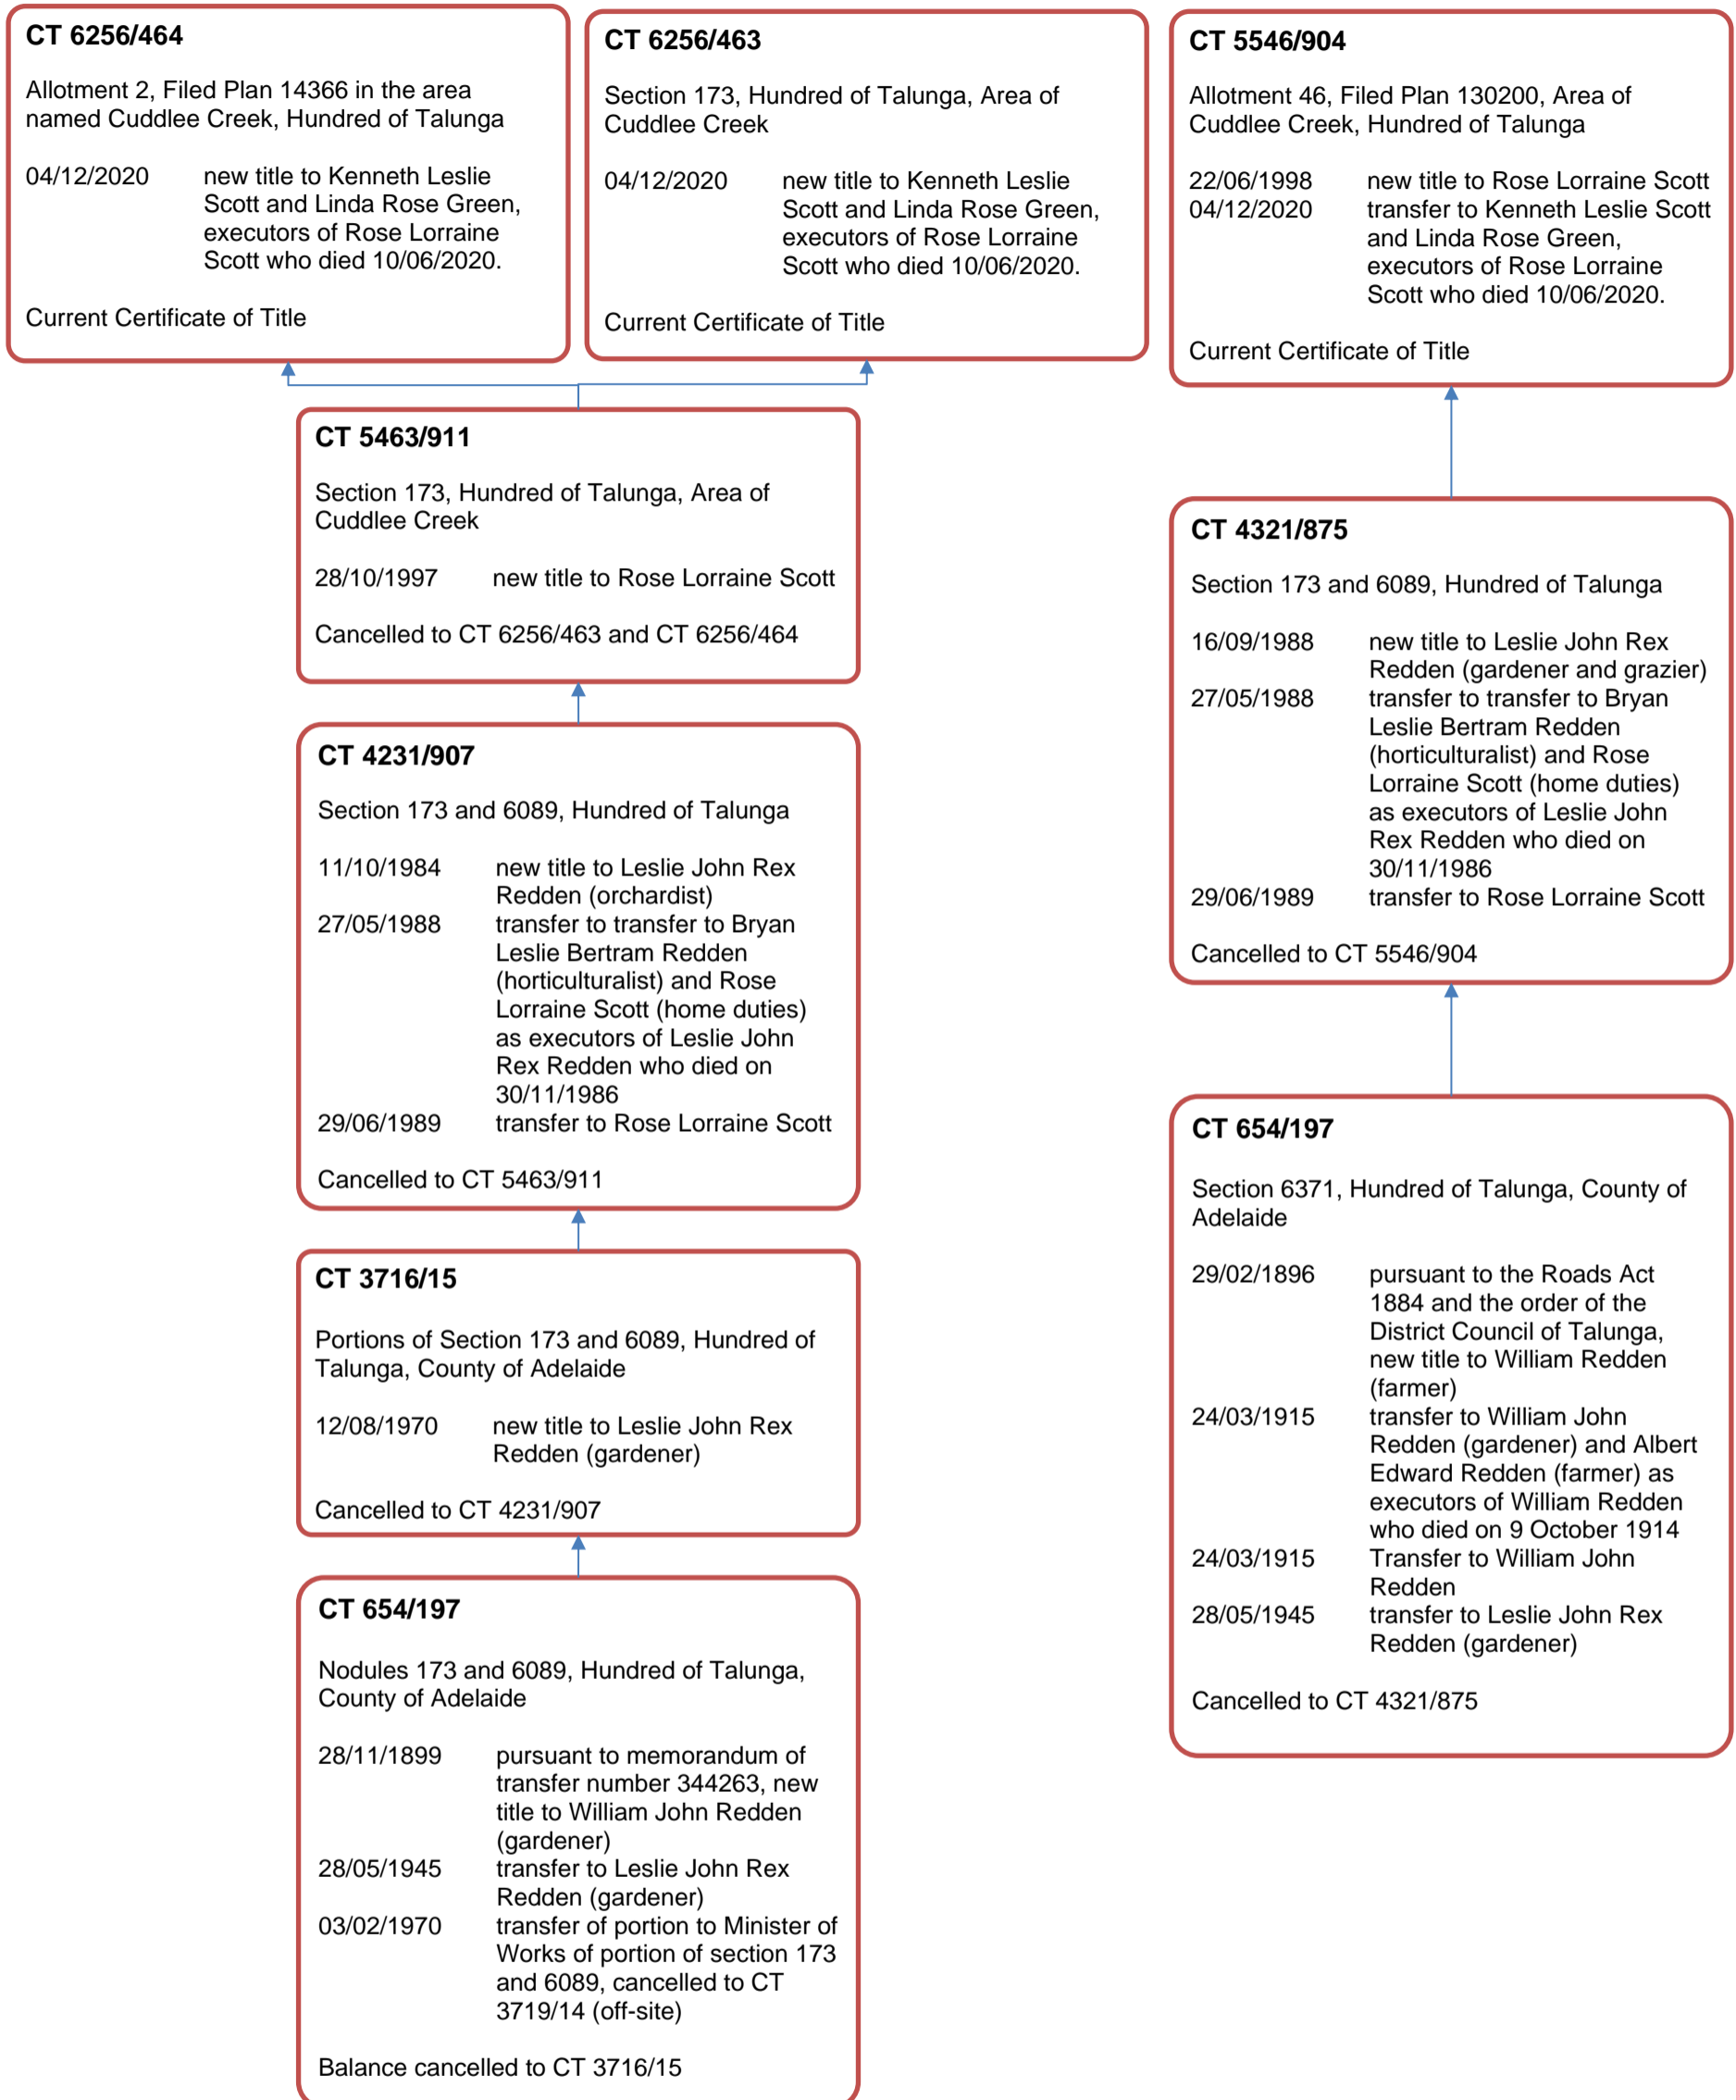 CT 6256/464
Allotment 2, Filed Plan 14366 in the area
named Cuddlee Creek, Hundred of Talunga
04/12/2020 new title to Kenneth Leslie
Scott and Linda Rose Green,
executors of Rose Lorraine
Scott who died 10/06/2020.
Current Certificate of Title
CT 6256/463
Section 173, Hundred of Talunga, Area of
Cuddlee Creek
04/12/2020 new title to Kenneth Leslie
Scott and Linda Rose Green,
executors of Rose Lorraine
Scott who died 10/06/2020.
Current Certificate of Title
CT 5546/904
Allotment 46, Filed Plan 130200, Area of
Cuddlee Creek, Hundred of Talunga
22/06/1998 new title to Rose Lorraine Scott
04/12/2020 transfer to Kenneth Leslie Scott
and Linda Rose Green,
executors of Rose Lorraine
Scott who died 10/06/2020.
Current Certificate of Title
CT 5463/911
Section 173, Hundred of Talunga, Area of
Cuddlee Creek
28/10/1997 new title to Rose Lorraine Scott
Cancelled to CT 6256/463 and CT 6256/464
CT 4231/907
Section 173 and 6089, Hundred of Talunga
11/10/1984 new title to Leslie John Rex
Redden (orchardist)
27/05/1988 transfer to transfer to Bryan
Leslie Bertram Redden
(horticulturalist) and Rose
Lorraine Scott (home duties)
as executors of Leslie John
Rex Redden who died on
30/11/1986
29/06/1989 transfer to Rose Lorraine Scott
Cancelled to CT 5463/911
CT 3716/15
Portions of Section 173 and 6089, Hundred of
Talunga, County of Adelaide
12/08/1970 new title to Leslie John Rex
Redden (gardener)
Cancelled to CT 4231/907
CT 654/197
Nodules 173 and 6089, Hundred of Talunga,
County of Adelaide
28/11/1899 pursuant to memorandum of
transfer number 344263, new
title to William John Redden
(gardener)
28/05/1945 transfer to Leslie John Rex
Redden (gardener)
03/02/1970 transfer of portion to Minister of
Works of portion of section 173
and 6089, cancelled to CT
3719/14 (off-site)
Balance cancelled to CT 3716/15
CT 4321/875
Section 173 and 6089, Hundred of Talunga
16/09/1988 new title to Leslie John Rex
Redden (gardener and grazier)
27/05/1988 transfer to transfer to Bryan
Leslie Bertram Redden
(horticulturalist) and Rose
Lorraine Scott (home duties)
as executors of Leslie John
Rex Redden who died on
30/11/1986
29/06/1989 transfer to Rose Lorraine Scott
Cancelled to CT 5546/904
CT 654/197
Section 6371, Hundred of Talunga, County of
Adelaide
29/02/1896 pursuant to the Roads Act
1884 and the order of the
District Council of Talunga,
new title to William Redden
(farmer)
24/03/1915 transfer to William John
Redden (gardener) and Albert
Edward Redden (farmer) as
executors of William Redden
who died on 9 October 1914
24/03/1915 Transfer to William John
Redden
28/05/1945 transfer to Leslie John Rex
Redden (gardener)
Cancelled to CT 4321/875